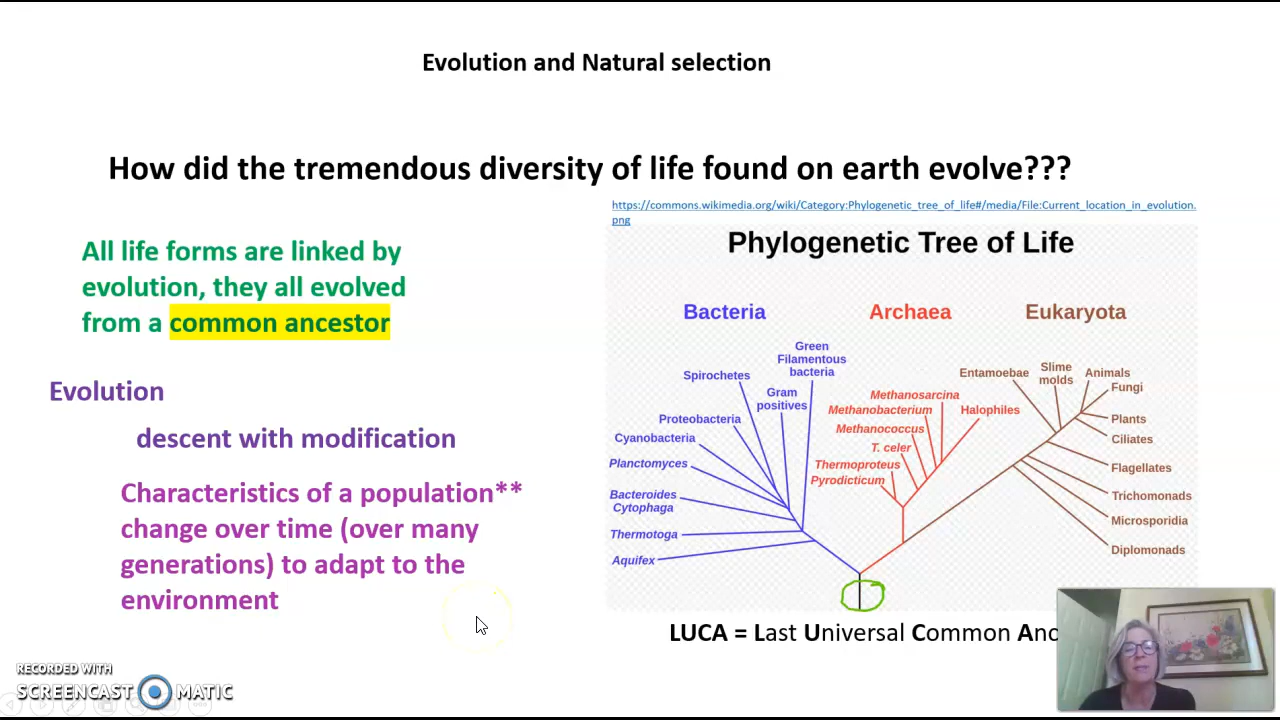 Evolution and Natural selection
How did the tremendous diversity of life found on earth evolve???
https://commons.wikimedia.org/wiki/Category:Phylogenetic_tree_of_life#/media/File:Current_location_in_evolution.
png
All life forms are linked by
evolution, they all evolved
from a common ancestor
Evolution
descent with modification
Characteristics of a population**
change over time (over many
generations) to adapt to the
environment
Phylogenetic Tree of Life
Bacteria
Archaea
Eukaryota
Green
Filamentous
bacteria
Spirochetes
Gram
positives
Proteobacteria
Cyanobacteria
Planctomyces
Bacteroides
Cytophaga
Thermotoga
Aquifex
Methanosarcina
Methanobacterium
Halophiles
Methanococcus
T. celer
Thermoproteus
Pyrodicticum
Entamoebae
Slime
molds
Animals
Fungi
Plants
Ciliates
Flagellates
Trichomonads
Microsporidia
Diplomonads
LUCA = Last Universal Common
RECORDED WITH
SCREENCAST MATIC